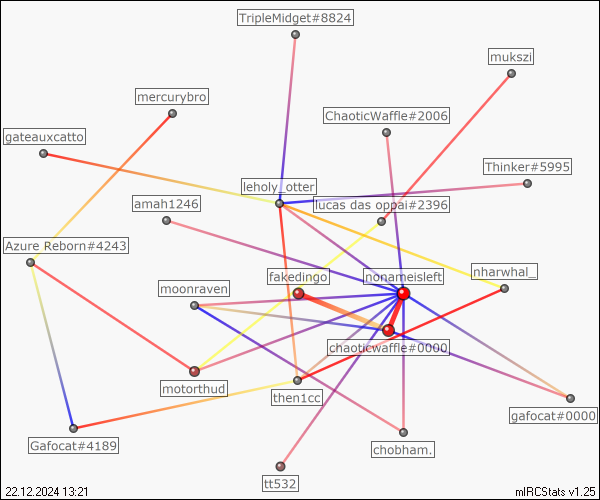 TripleMidget#8824
mukszi
mercurybro
ChaoticWaffle#2006
gateauxcatto
Thinker#5995
leholy_otter
amah1246
lucas das oppai#2396
Azure Reborn#4243
fakedingo
nonameisleft
nharwhal_
moonraven
chaoticwaffle#0000
motorthud
then1cc
gafocat#0000
Gafocat#4189
chobham.
tt532
22.12.2024 13:21
mIRCStats v1.25